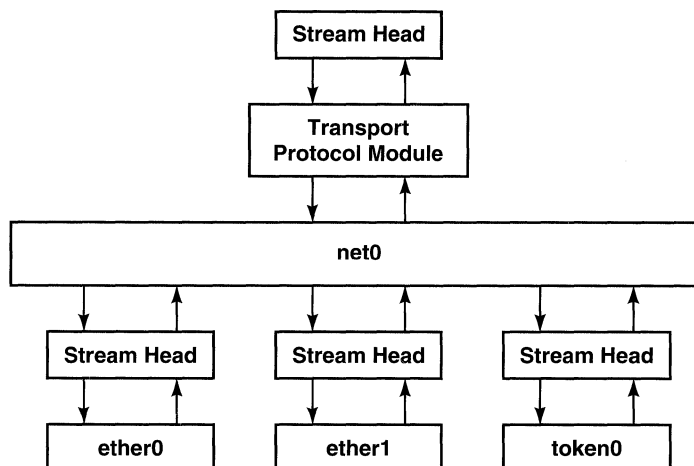 Stream Head
Transport
Protocol Module
net0
Stream Head
Stream Head
Stream Head
ether0
ether1
token0